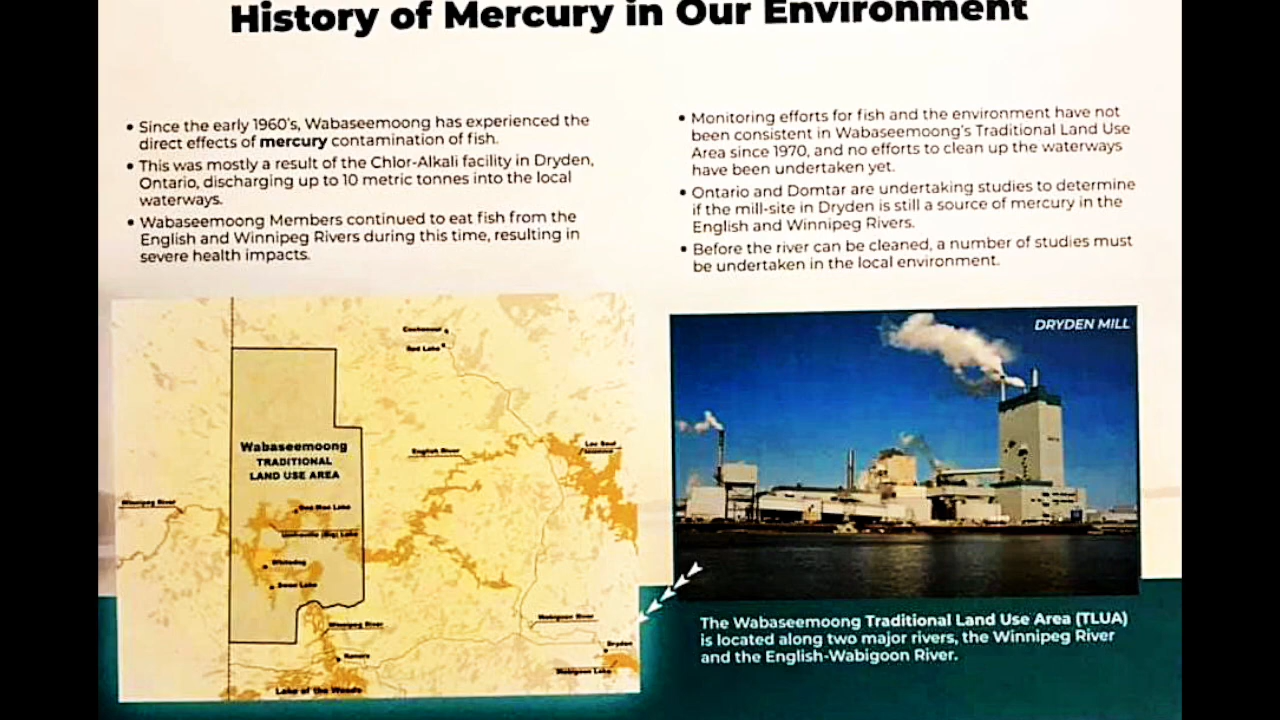 History of Mercury in Our Environment
• Since the early 1960's, Wabaseemoong has experienced the
direct effects of mercury contamination of fish.
• This was mostly a result of the Chlor-Alkali facility in Dryden,
Ontario, discharging up to 10 metric tonnes into the local
waterways.
• Wabaseemoong Members continued to eat fish from the
English and Winnipeg Rivers during this time, resulting in
severe health impacts.
• Monitoring efforts for fish and the environment have not
been consistent in Wabaseemoong's Traditional Land Use
Area since 1970, and no efforts to clean up the waterways
have been undertaken yet.
• Ontario and Domtar are undertaking studies to determine
if the mill-site in Dryden is still a source of mercury in the
English and Winnipeg Rivers.
• Before the river can be cleaned, a number of studies must
be undertaken in the local environment.
Cochenour
Red Lake
Wabaseemoong
TRADITIONAL
LAND USE AREA
English River
Lac Seul
Winnipeg River
Lake
Umfreville (Big) Lake
Whitedog
Swan Lake
Winnipeg River
Wabigoon River
Dryden
Kenora
Wabigoon Lake
Lake of the Woods
DRYDEN MILL
The Wabaseemoong Traditional Land Use Area (TLUA)
is located along two major rivers, the Winnipeg River
and the English-Wabigoon River.